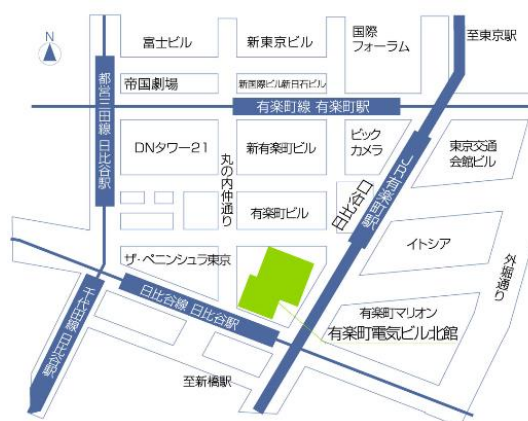 富士ビル
新東京ビル
国際
フォーラム
至東京駅
N
帝国劇場
新国際ビル新日石ビル
都営三田線 日比谷駅
有楽町線 有楽町駅
DNタワー21
丸の内仲通り
新有楽町ビル
ビック
カメラ
JR有楽町駅
東京交通
会館ビル
日比谷口
有楽町ビル
イトシア
外堀通り
ザ・ペニンシュラ東京
日比谷線 日比谷駅
千代田線 日比谷駅
有楽町マリオン
有楽町電気ビル北館
至新橋駅